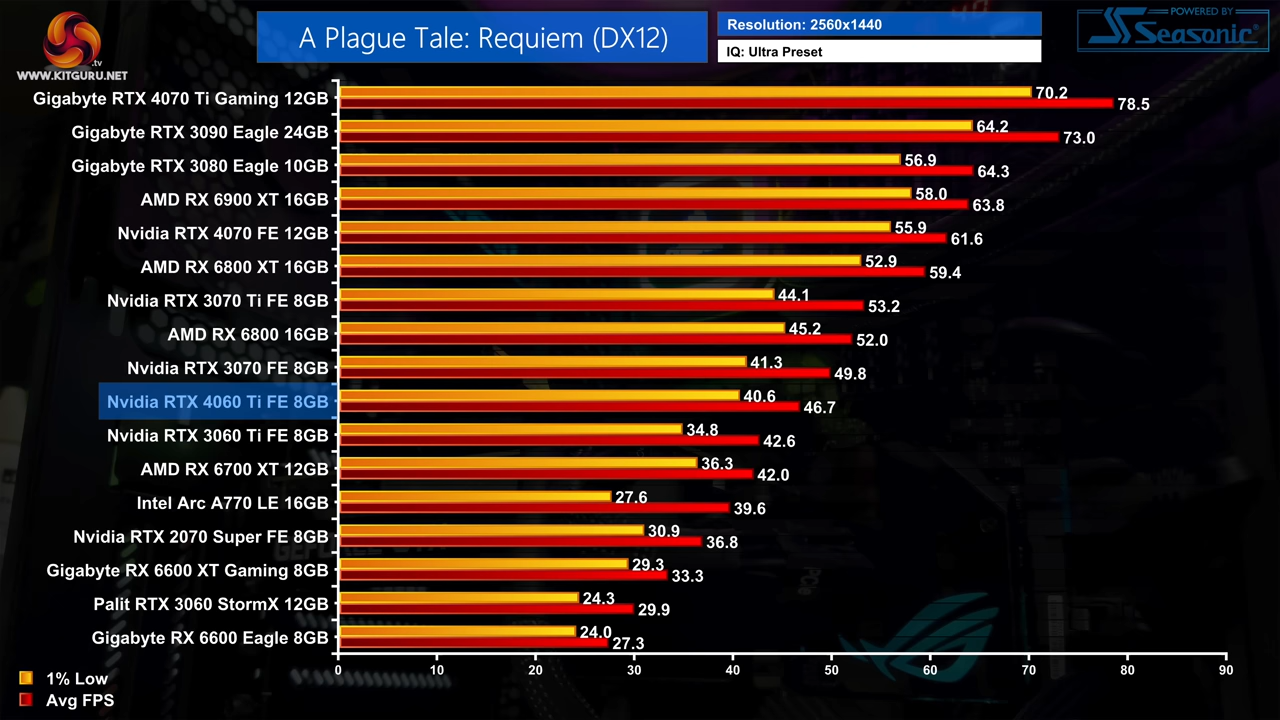 .tv
WWW.KITGURU.NET
A Plague Tale: Requiem (DX12)
Resolution: 2560x1440
IQ: Ultra Preset
POWERED BY
Seasonic
Gigabyte RTX 4070 Ti Gaming 12GB 70.2 78.5
Gigabyte RTX 3090 Eagle 24GB 64.2 73.0
Gigabyte RTX 3080 Eagle 10GB 56.9 64.3
AMD RX 6900 XT 16GB 58.0 63.8
Nvidia RTX 4070 FE 12GB 55.9 61.6
AMD RX 6800 XT 16GB 52.9 59.4
Nvidia RTX 3070 Ti FE 8GB 44.1 53.2
AMD RX 6800 16GB 45.2 52.0
Nvidia RTX 3070 FE 8GB 41.3 49.8
Nvidia RTX 4060 Ti FE 8GB 40.6 46.7
Nvidia RTX 3060 Ti FE 8GB 34.8 42.6
AMD RX 6700 XT 12GB 36.3 42.0
Intel Arc A770 LE 16GB 27.6 39.6
Nvidia RTX 2070 Super FE 8GB 30.9 36.8
Gigabyte RX 6600 XT Gaming 8GB 29.3 33.3
Palit RTX 3060 StormX 12GB 24.3 29.9
Gigabyte RX 6600 Eagle 8GB 24.0 27.3
0 10 20 30 40 50 60 70 80 90
1% Low
Avg FPS